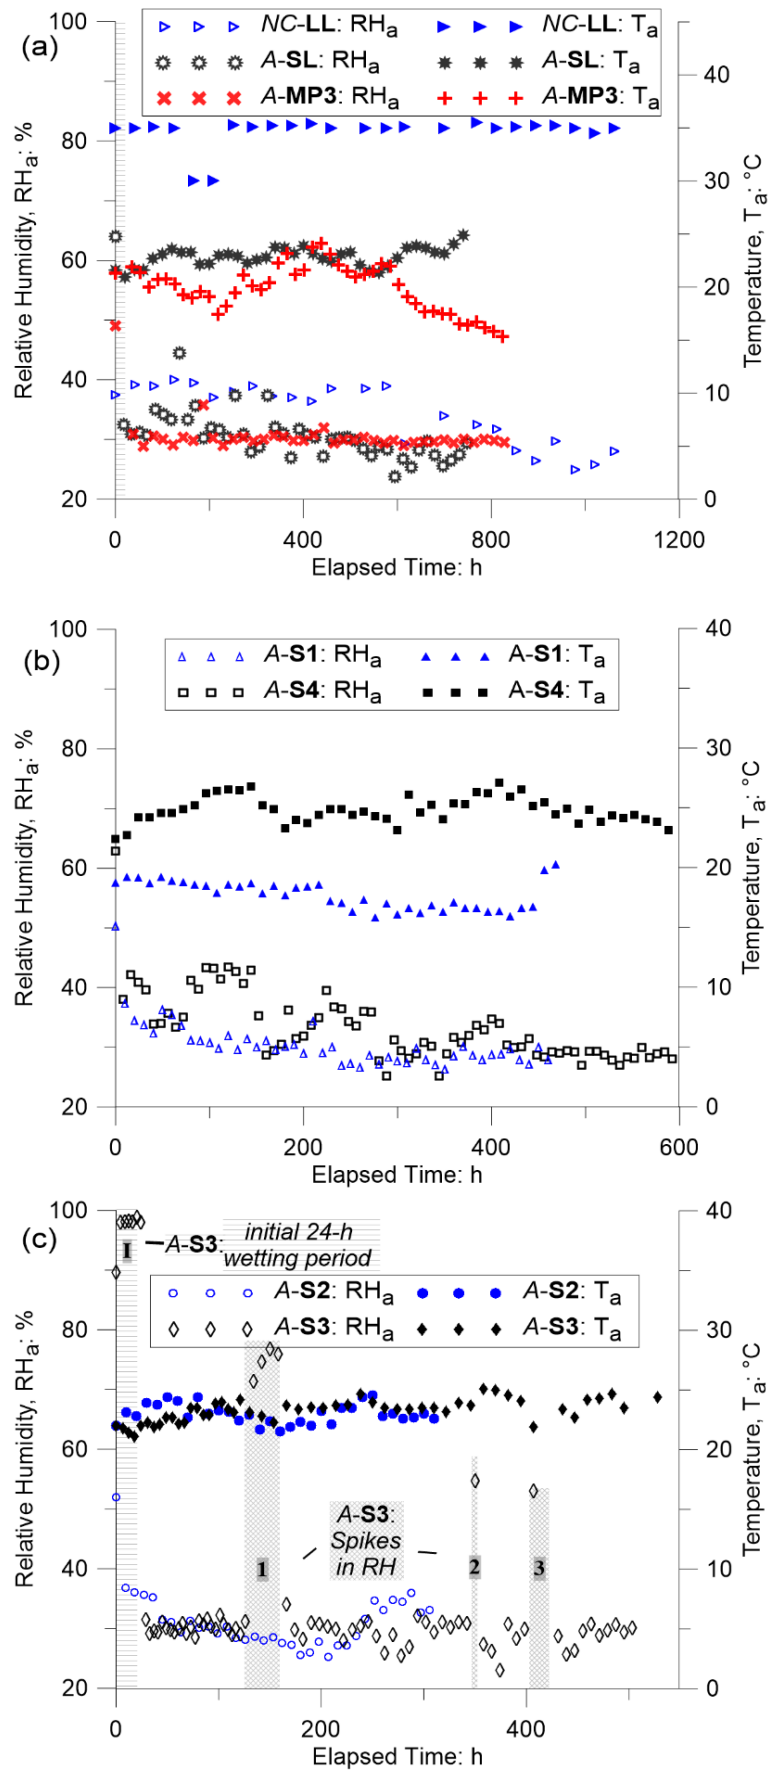 (a)
NC-LL: RHa NC-LL: Ta
A-SL: RHa A-SL: Ta
A-MP3: RHa A-MP3: Ta
Relative Humidity, RHa: %
100
80
60
40
20
Temperature, Ta: °C
40
30
20
10
0
0 400 800 1200
Elapsed Time: h
(b)
A-S1: RHa A-S1: Ta
A-S4: RHa A-S4: Ta
Relative Humidity, RHa: %
100
80
60
40
20
Temperature, Ta: °C
40
30
20
10
0
0 200 400 600
Elapsed Time: h
(c)
I
A-S3: initial 24-h
wetting period
A-S2: RHa A-S2: Ta
A-S3: RHa A-S3: Ta
A-S3:
Spikes
in RH
1 2 3
Relative Humidity, RHa: %
100
80
60
40
20
Temperature, Ta: °C
40
30
20
10
0
0 200 400
Elapsed Time: h